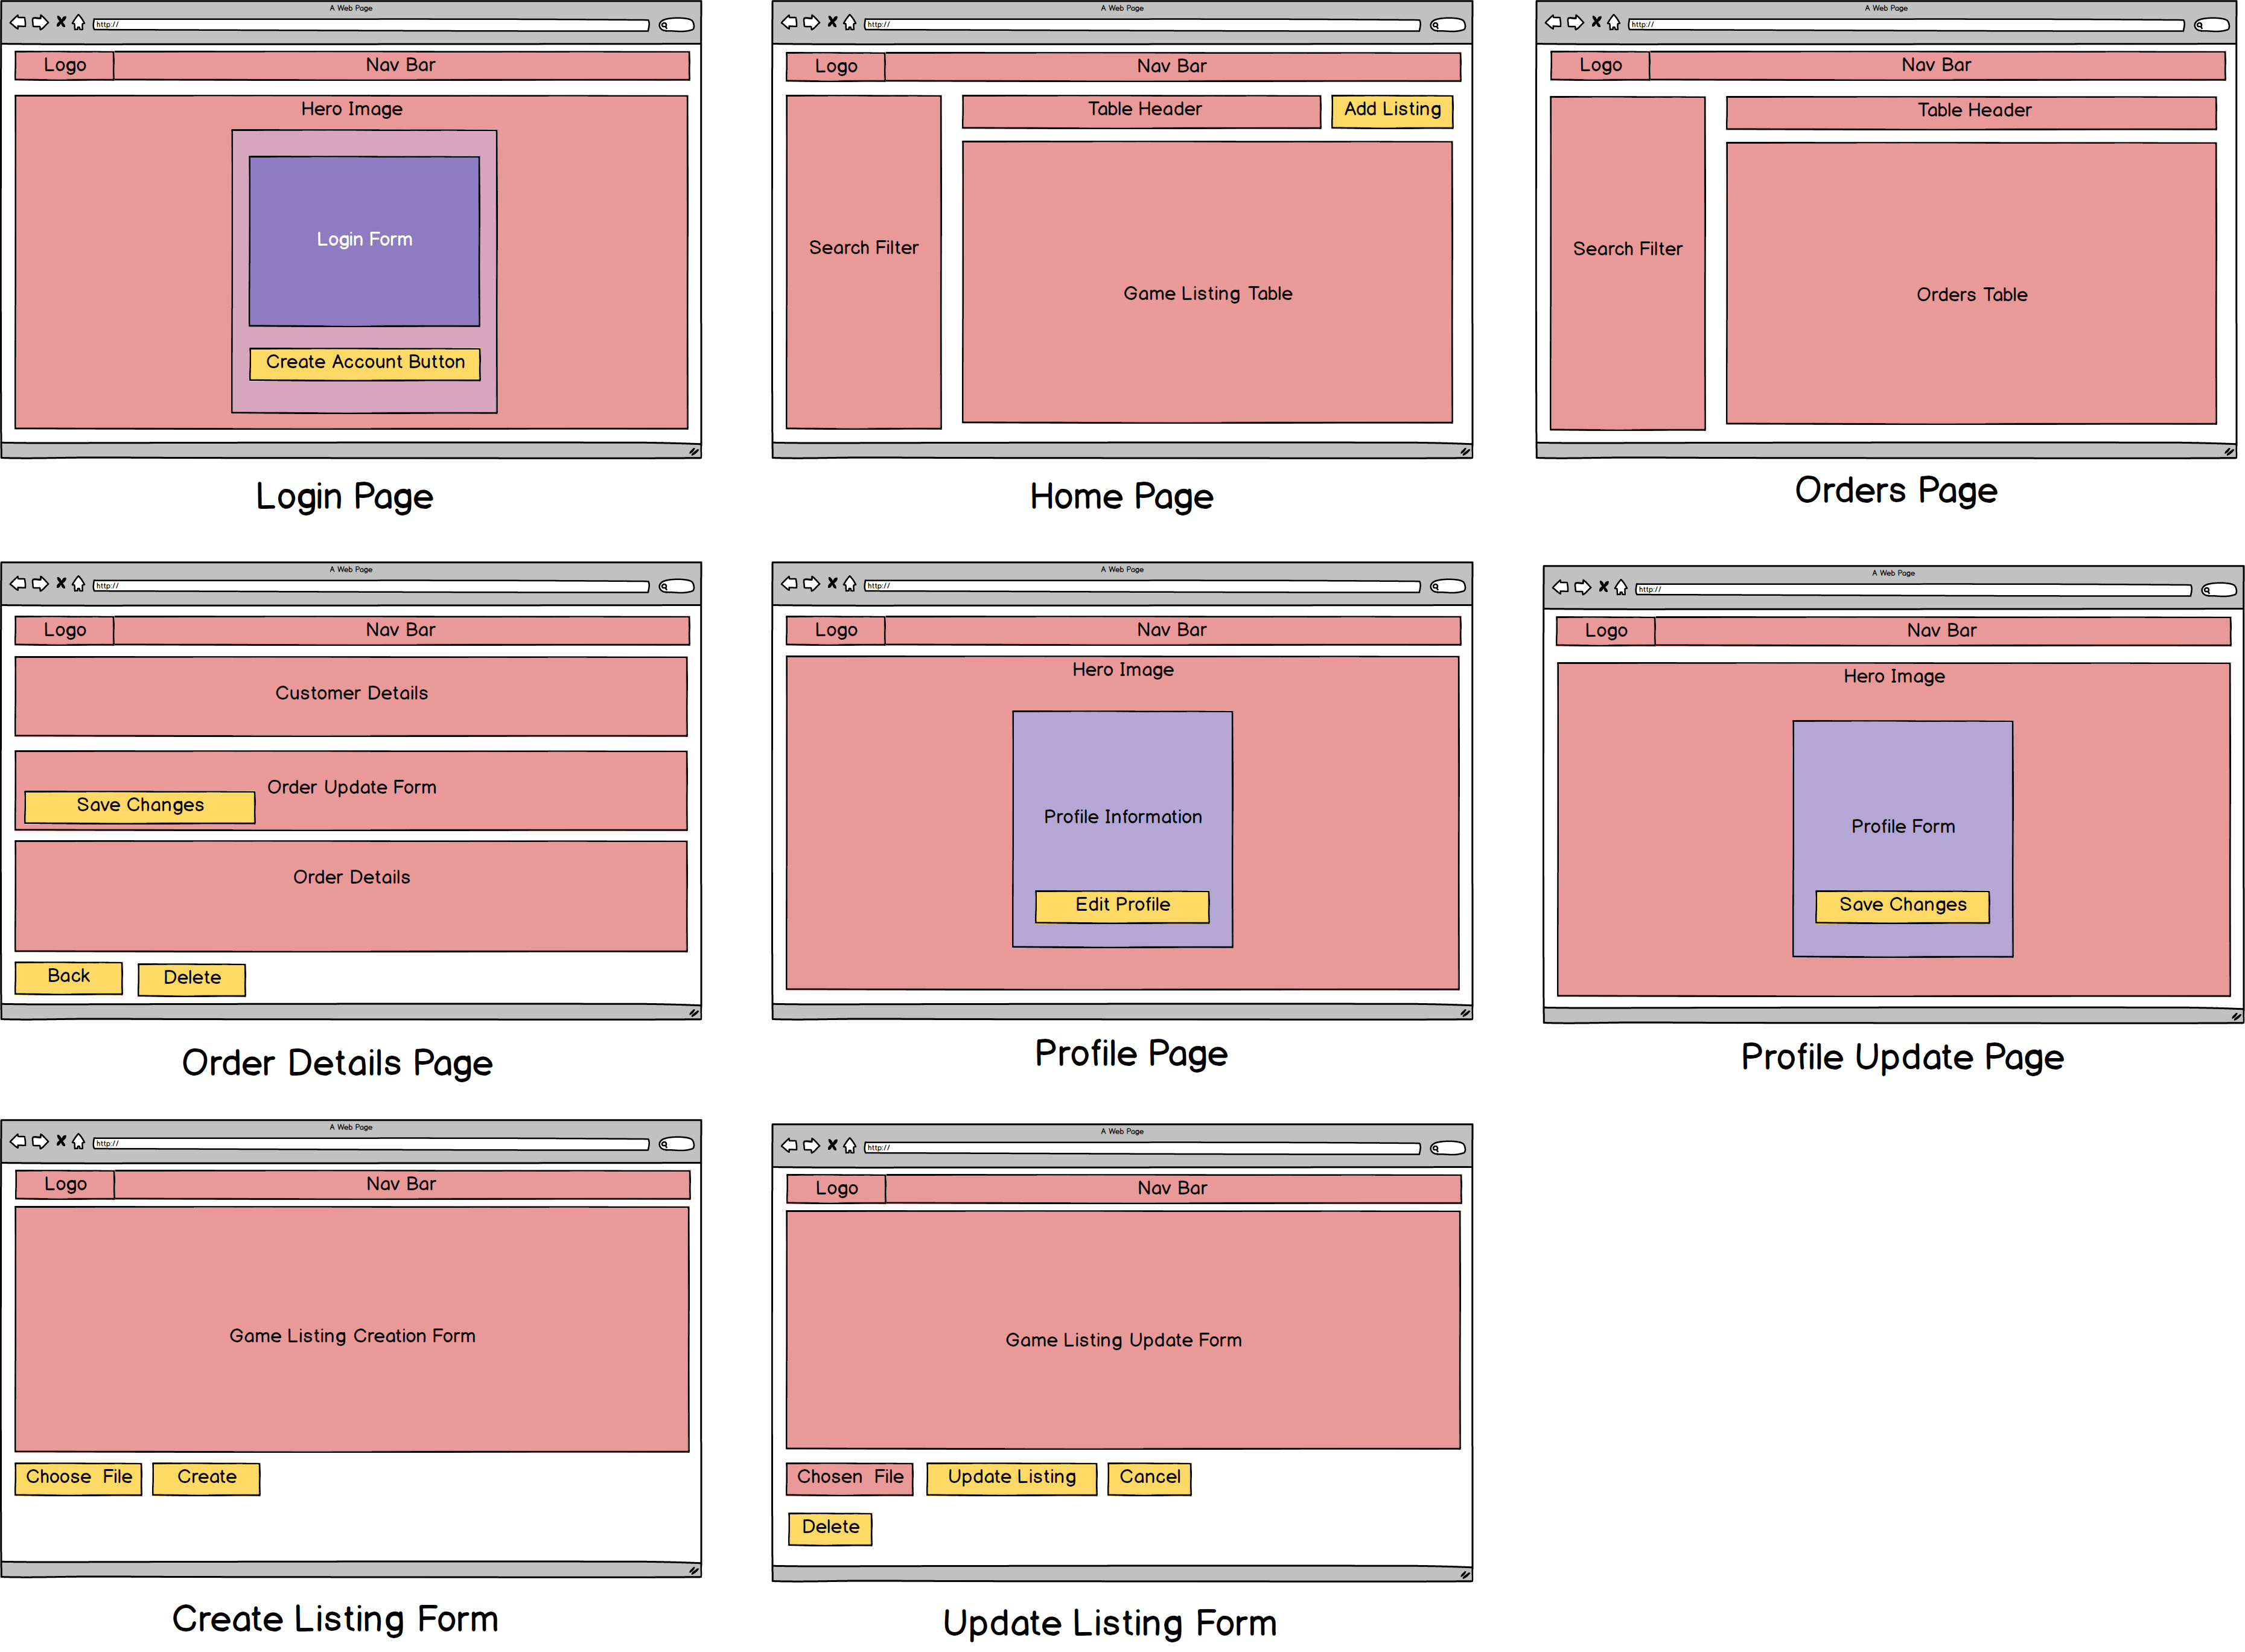 A Web Page
http://
Logo
Nav Bar
Hero Image
Login Form
Create Account Button
Login Page
A Web Page
http://
Logo
Nav Bar
Search Filter
Table Header
Add Listing
Game Listing Table
Home Page
A Web Page
http://
Logo
Nav Bar
Search Filter
Table Header
Orders Table
Orders Page
A Web Page
http://
Logo
Nav Bar
Customer Details
Order Update Form
Save Changes
Order Details
Back
Delete
Order Details Page
A Web Page
http://
Logo
Nav Bar
Hero Image
Profile Information
Edit Profile
Profile Page
A Web Page
http://
Logo
Nav Bar
Hero Image
Profile Form
Save Changes
Profile Update Page
A Web Page
http://
Logo
Nav Bar
Game Listing Creation Form
Choose File
Create
Create Listing Form
A Web Page
http://
Logo
Nav Bar
Game Listing Update Form
Chosen File
Update Listing
Cancel
Delete
Update Listing Form